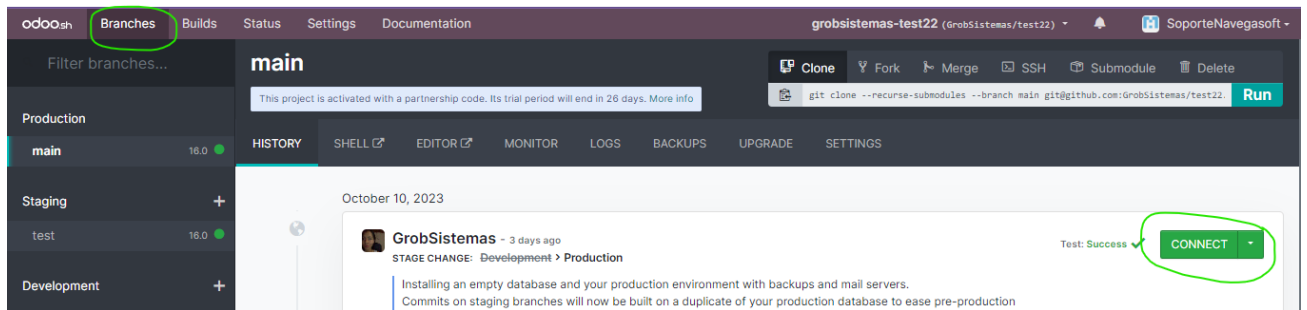 odoo.sh Branches Builds Status Settings Documentation grobsistemas-test22 (GrobSistemas/test22) SoporteNavegasoft
Filter branches...
main
Clone Fork Merge SSH Submodule Delete
This project is activated with a partnership code. Its trial period will end in 26 days. More info
git clone --recurse-submodules --branch main git@github.com:GrobSistemas/test22. Run
Production
main 16.0
HISTORY SHELL EDITOR MONITOR LOGS BACKUPS UPGRADE SETTINGS
Staging +
test 16.0
Development +
October 10, 2023
GrobSistemas - 3 days ago
STAGE CHANGE: Development > Production
Test: Success CONNECT
Installing an empty database and your production environment with backups and mail servers.
Commits on staging branches will now be built on a duplicate of your production database to ease pre-production